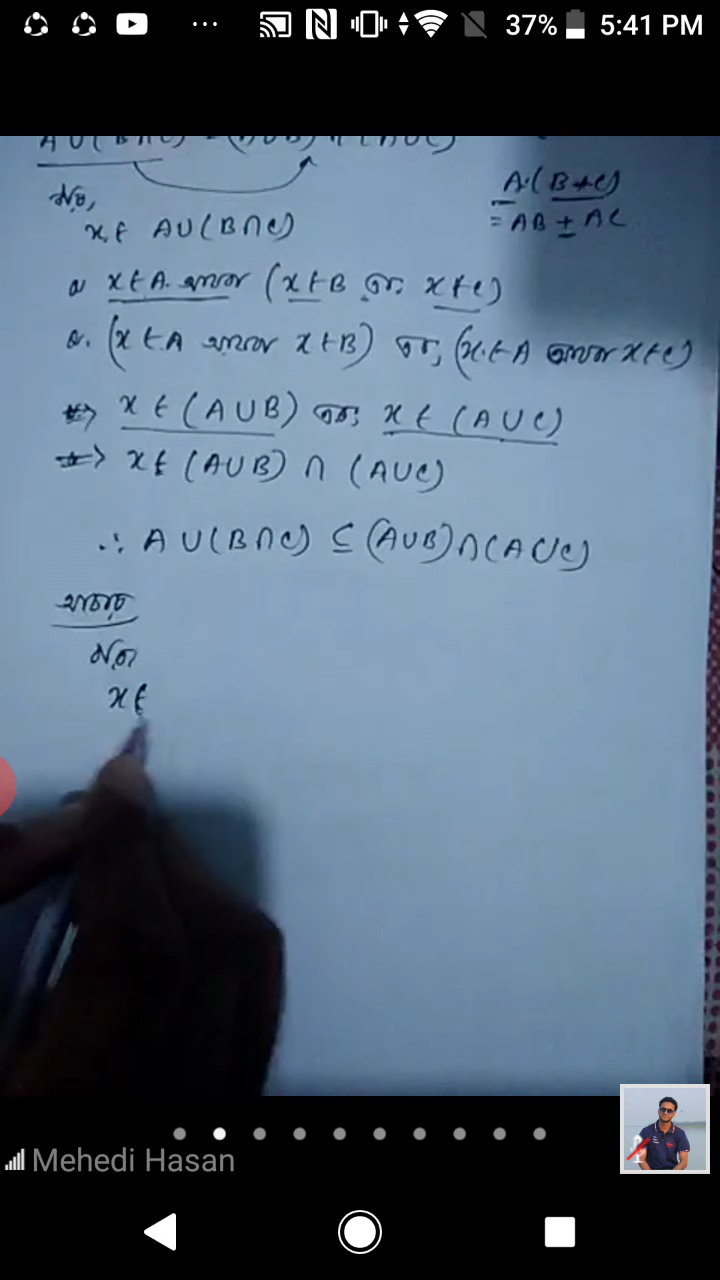 37% 5:41 PM
A∪(B∩C) = (A∪B)∩(A∪C)
A·(B+C)
= AB + AC
ধরি,
x ∈ A∪(B∩C)
বা x∈A অথবা (x∈B এবং x∈C)
বা (x∈A অথবা x∈B) এবং (x∈A অথবা x∈C)
⇒ x ∈ (A∪B) এবং x ∈ (A∪C)
⇒ x∈ (A∪B) ∩ (A∪C)
∴ A∪(B∩C) ⊆ (A∪B)∩(A∪C)
আবার
ধরি
x ∈
Mehedi Hasan